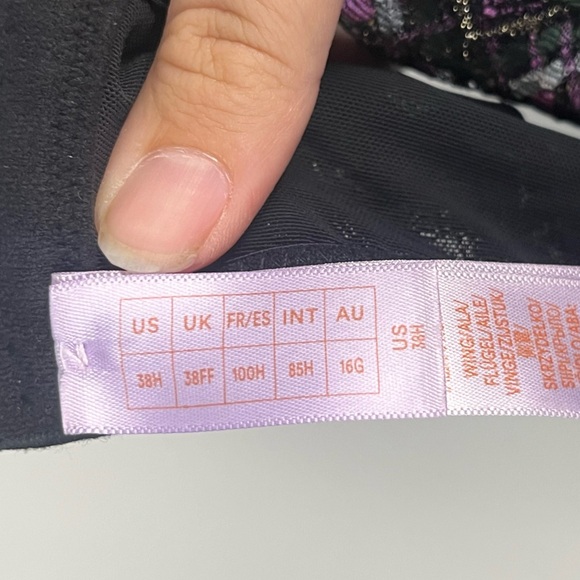 US UK FR/ES INT AU
38H 38FF 100H 85H 16G
US
38H
WING/ALA/
FLÜGEL/AILE/
VINGE/ZIJSTUK/
SKRZYDEŁKO/